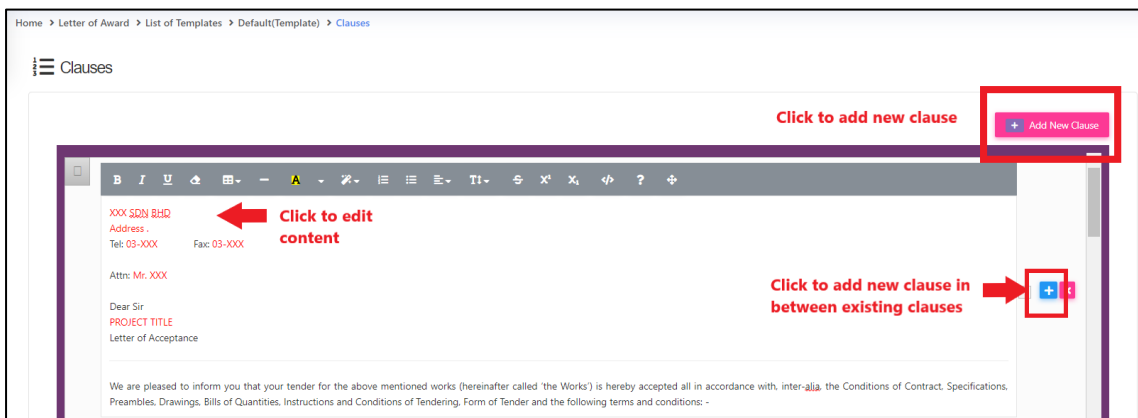 Home > Letter of Award > List of Templates > Default(Template) > Clauses
Clauses
Click to add new clause
+ Add New Clause
B I U A T S X¹ X₁ </> ?
XXX SDN BHD
Address .
Tel: 03-XXX Fax: 03-XXX
Click to edit
content
Attn: Mr. XXX
Click to add new clause in
between existing clauses
Dear Sir
PROJECT TITLE
Letter of Acceptance
We are pleased to inform you that your tender for the above mentioned works (hereinafter called 'the Works') is hereby accepted all in accordance with, inter-alia, the Conditions of Contract, Specifications,
Preambles, Drawings, Bills of Quantities, Instructions and Conditions of Tendering, Form of Tender and the following terms and conditions: -